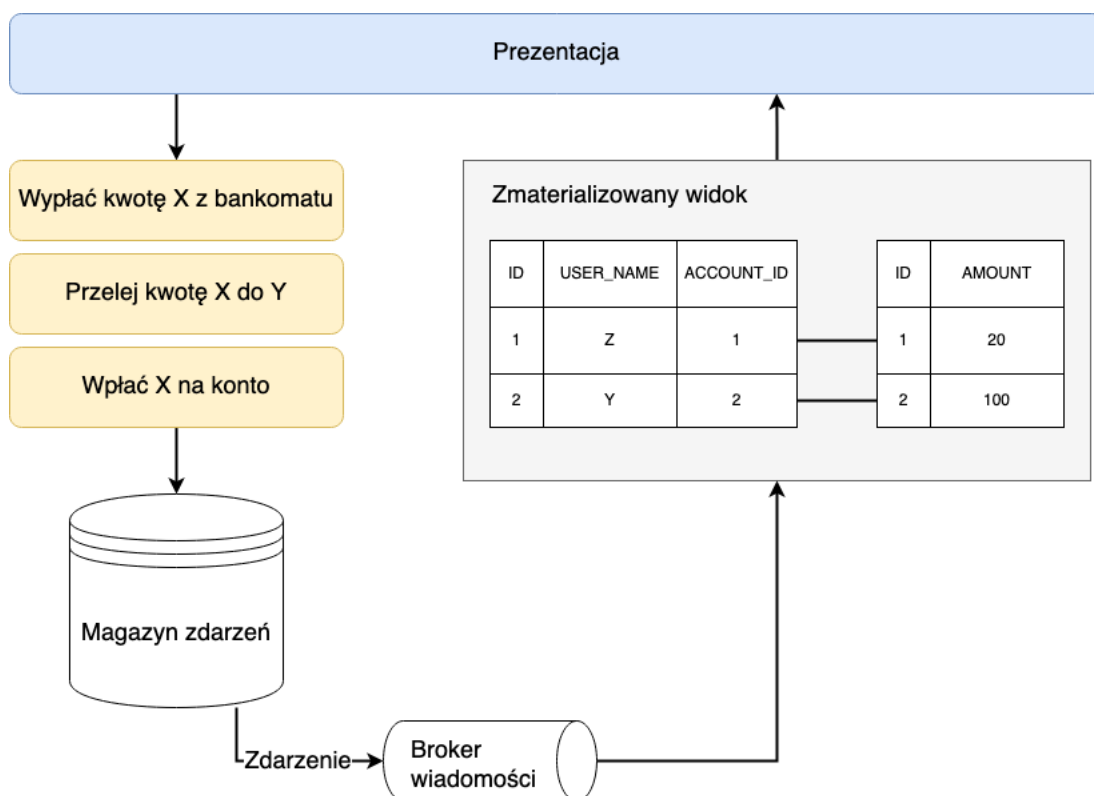 Prezentacja
Wypłać kwotę X z bankomatu
Przelej kwotę X do Y
Wpłać X na konto
Magazyn zdarzeń
Zdarzenie
Broker
wiadomości
Zmaterializowany widok
ID USER_NAME ACCOUNT_ID
1 Z 1
2 Y 2
ID AMOUNT
1 20
2 100